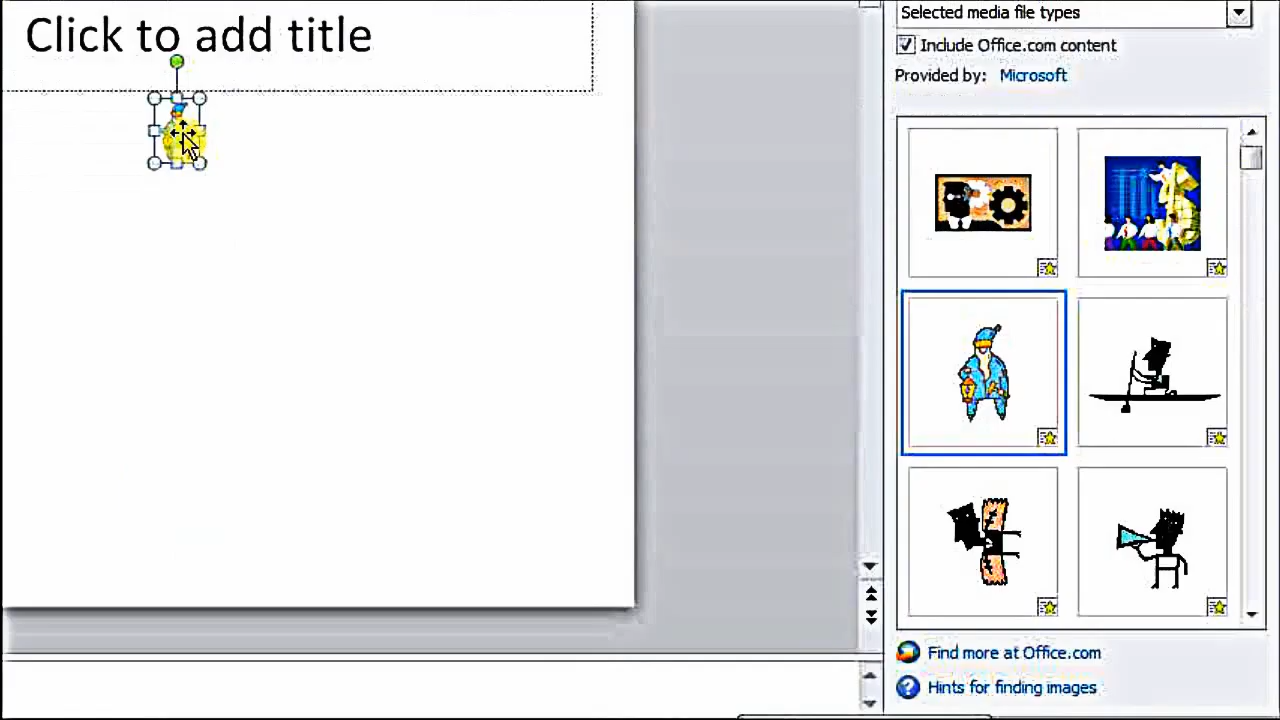 Click to add title
Selected media file types
Include Office.com content
Provided by: Microsoft
Find more at Office.com
Hints for finding images